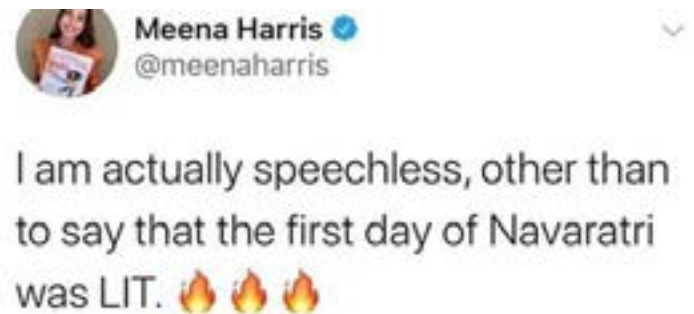 Meena Harris
@meenaharris
I am actually speechless, other than
to say that the first day of Navaratri
was LIT. 🔥🔥🔥